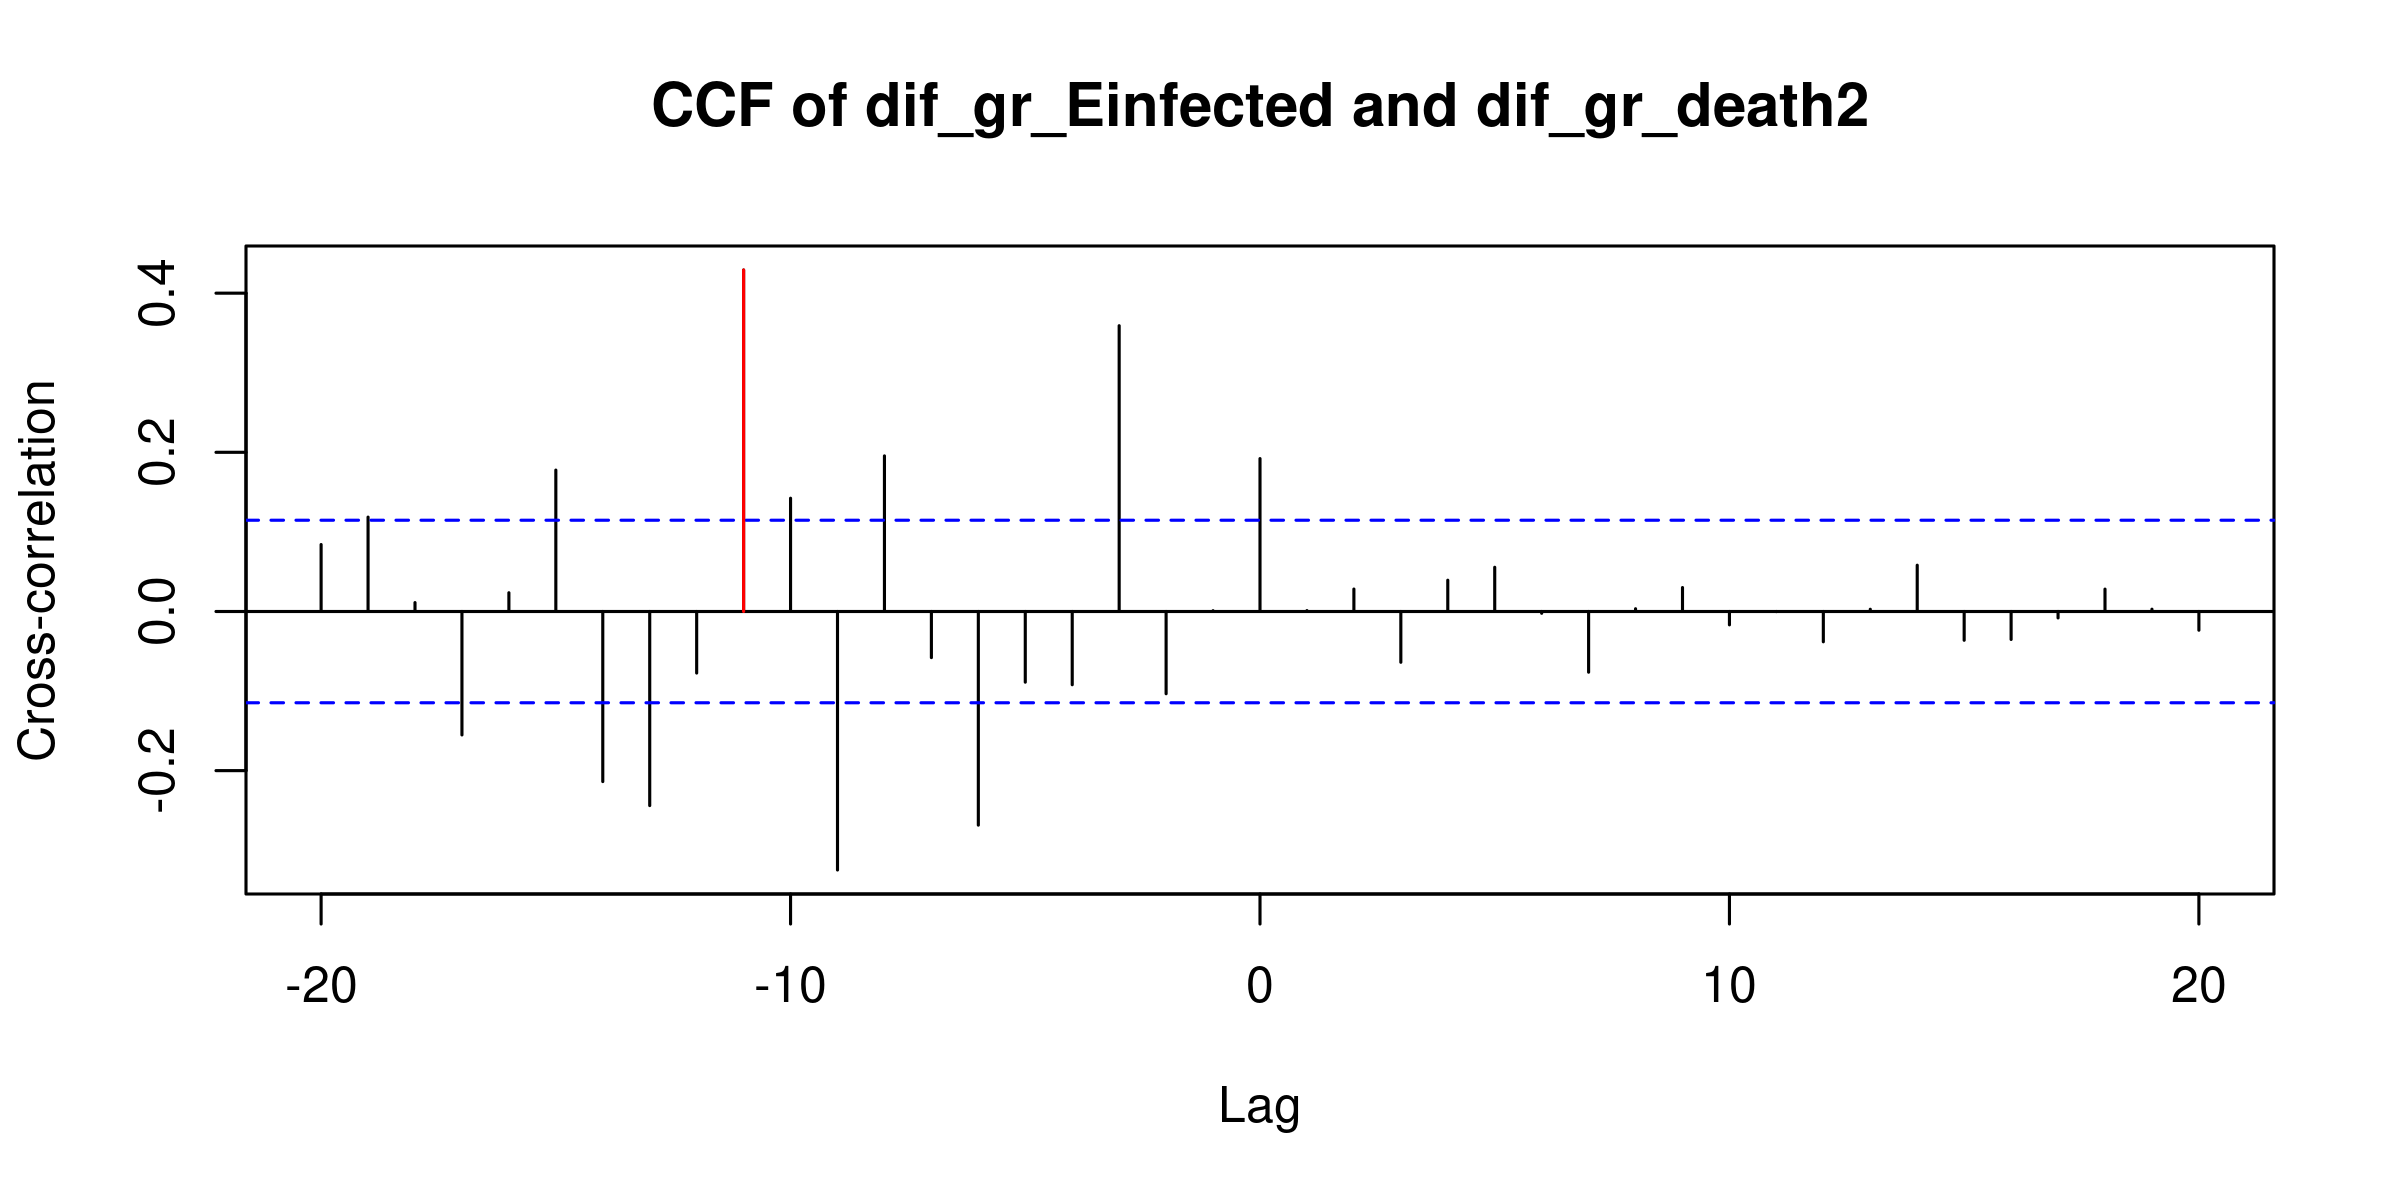 CCF of dif_gr_Einfected and dif_gr_death2
Cross-correlation
0.4
0.2
0.0
-0.2
-20 -10 0 10 20
Lag